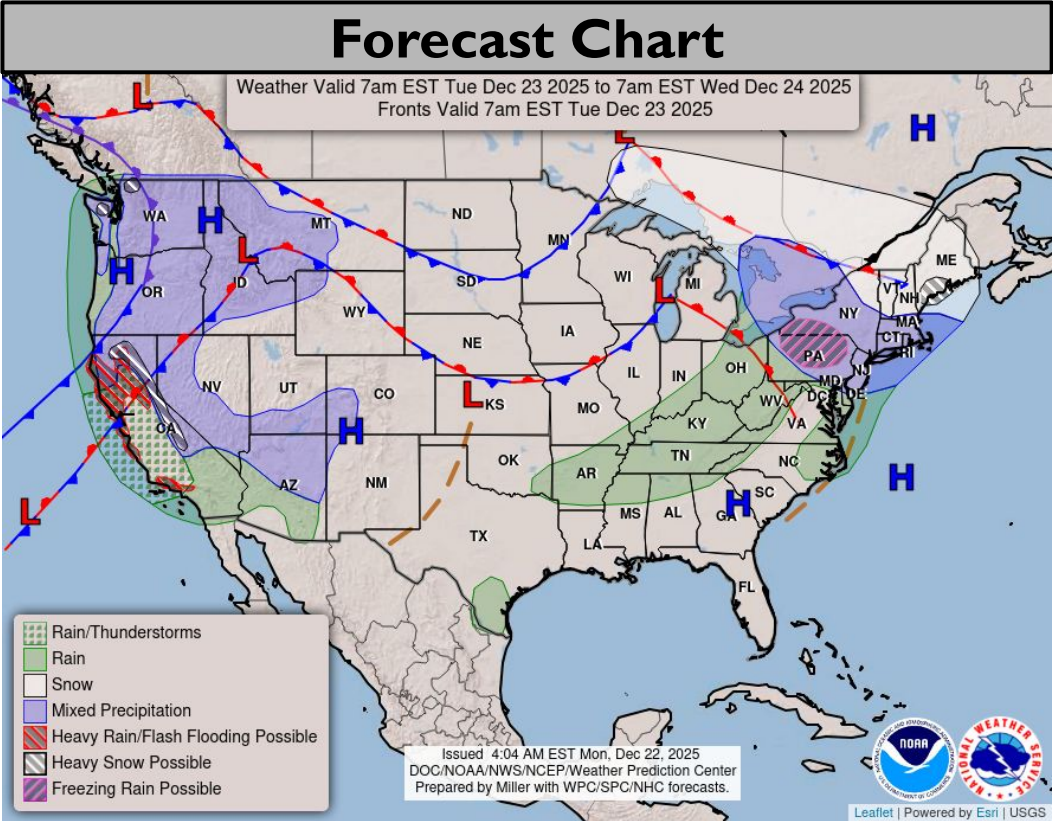 Forecast Chart
Weather Valid 7am EST Tue Dec 23 2025 to 7am EST Wed Dec 24 2025
Fronts Valid 7am EST Tue Dec 23 2025
L
L
H
WA
H
MT
ND
MN
ME
L
H
OR
ID
SD
WI
L
MI
VT
NH
WY
NY
MA
IA
CT
RI
NE
PA
NV
UT
CO
IL
IN
OH
NJ
MD
DE
DC
L
KS
MO
WV
VA
CA
H
KY
TN
NC
OK
AR
H
AZ
NM
SC
H
L
MS
AL
GA
TX
LA
FL
Rain/Thunderstorms
Rain
Snow
Mixed Precipitation
Heavy Rain/Flash Flooding Possible
Heavy Snow Possible
Freezing Rain Possible
Issued 4:04 AM EST Mon, Dec 22, 2025
DOC/NOAA/NWS/NCEP/Weather Prediction Center
Prepared by Miller with WPC/SPC/NHC forecasts.
NOAA
NATIONAL WEATHER SERVICE
Leaflet | Powered by Esri | USGS